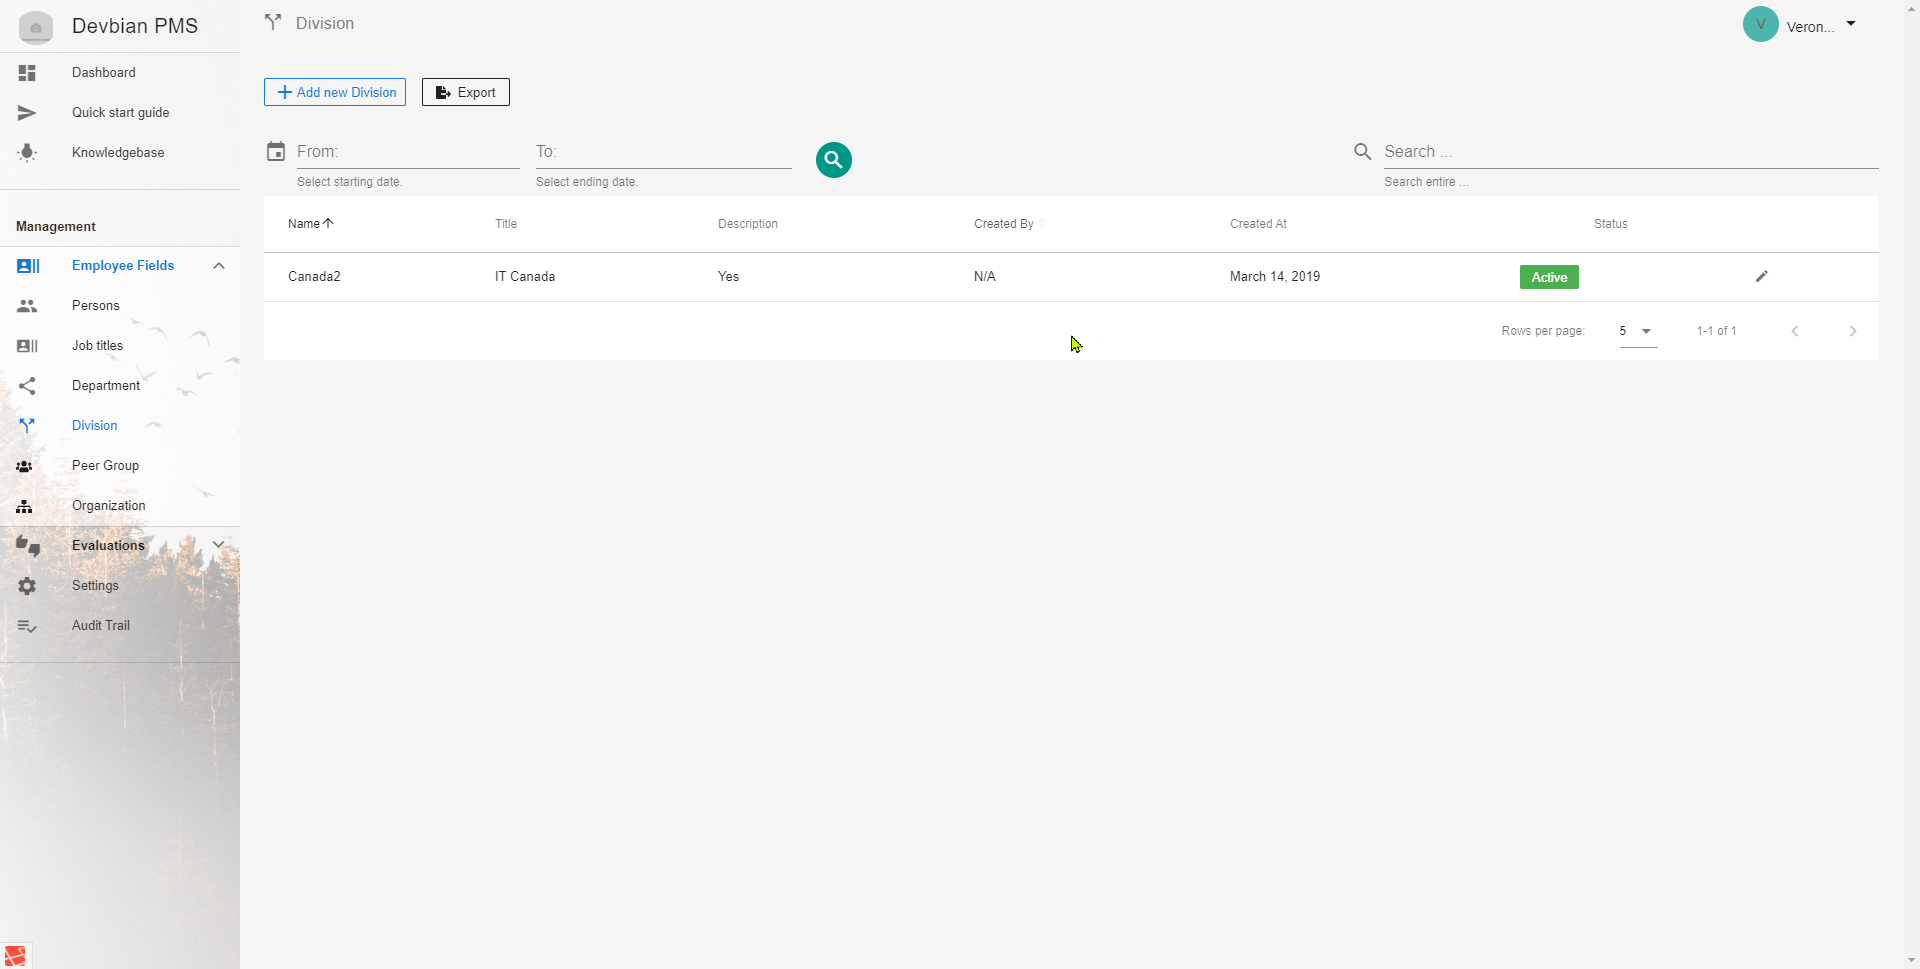 Devbian PMS
Dashboard
Quick start guide
Knowledgebase
Management
Employee Fields
Persons
Job titles
Department
Division
Peer Group
Organization
Evaluations
Settings
Audit Trail
Division
V Veron...
Add new Division Export
From: To: Search ...
Select starting date. Select ending date. Search entire ...
Name Title Description Created By Created At Status
Canada2 IT Canada Yes N/A March 14, 2019 Active
Rows per page: 5 1-1 of 1